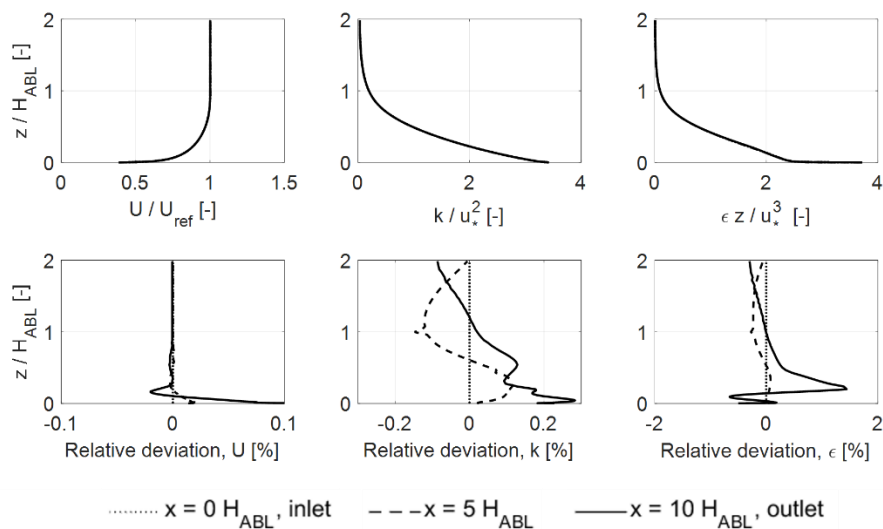 z / H_ABL [-]
2
1
0
0 0.5 1 1.5
U / U_ref [-]
2
1
0
0 2 4
k / u_*^2 [-]
2
1
0
0 2 4
ϵ z / u_*^3 [-]
z / H_ABL [-]
2
1
0
-0.1 0 0.1
Relative deviation, U [%]
2
1
0
-0.2 0 0.2
Relative deviation, k [%]
2
1
0
-2 0 2
Relative deviation, ϵ [%]
x = 0 H_ABL, inlet x = 5 H_ABL x = 10 H_ABL, outlet